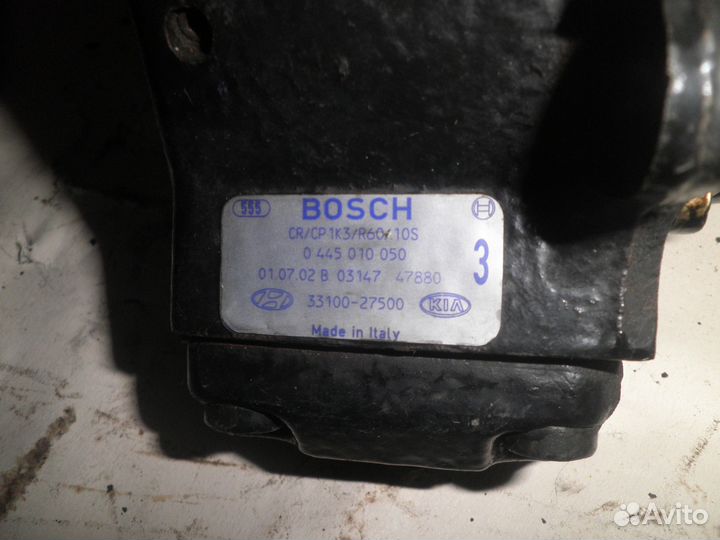 555 BOSCH
CR/CP1K3/R60/10S
0 445 010 050
01.07.02 B 03147 47880 3
33100-27500 KIA
Made in Italy
Avito